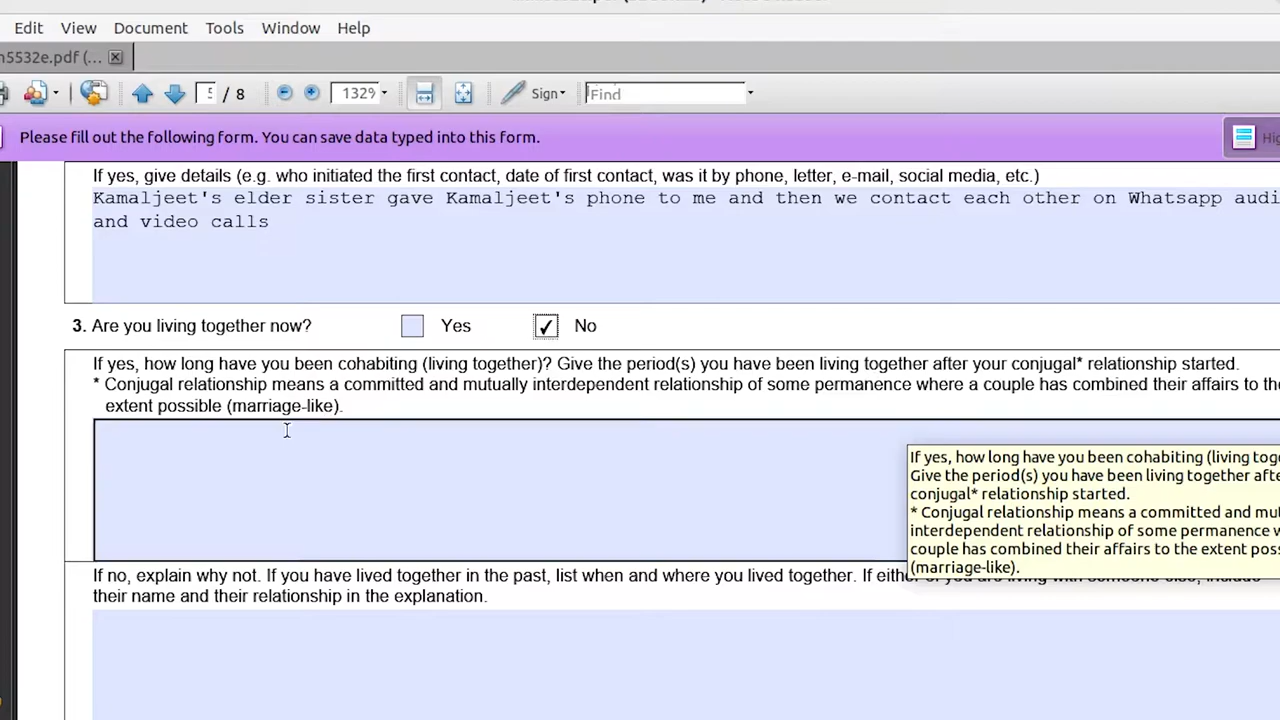 Edit View Document Tools Window Help
n5532e.pdf (...
/ 8 132% Sign Find
Please fill out the following form. You can save data typed into this form.
If yes, give details (e.g. who initiated the first contact, date of first contact, was it by phone, letter, e-mail, social media, etc.)
Kamaljeet's elder sister gave Kamaljeet's phone to me and then we contact each other on Whatsapp audi
and video calls
3. Are you living together now? Yes No
If yes, how long have you been cohabiting (living together)? Give the period(s) you have been living together after your conjugal* relationship started.
* Conjugal relationship means a committed and mutually interdependent relationship of some permanence where a couple has combined their affairs to the
extent possible (marriage-like).
If yes, how long have you been cohabiting (living tog
Give the period(s) you have been living together afte
conjugal* relationship started.
* Conjugal relationship means a committed and mut
interdependent relationship of some permanence w
couple has combined their affairs to the extent poss
(marriage-like).
If no, explain why not. If you have lived together in the past, list when and where you lived together. If
their name and their relationship in the explanation.